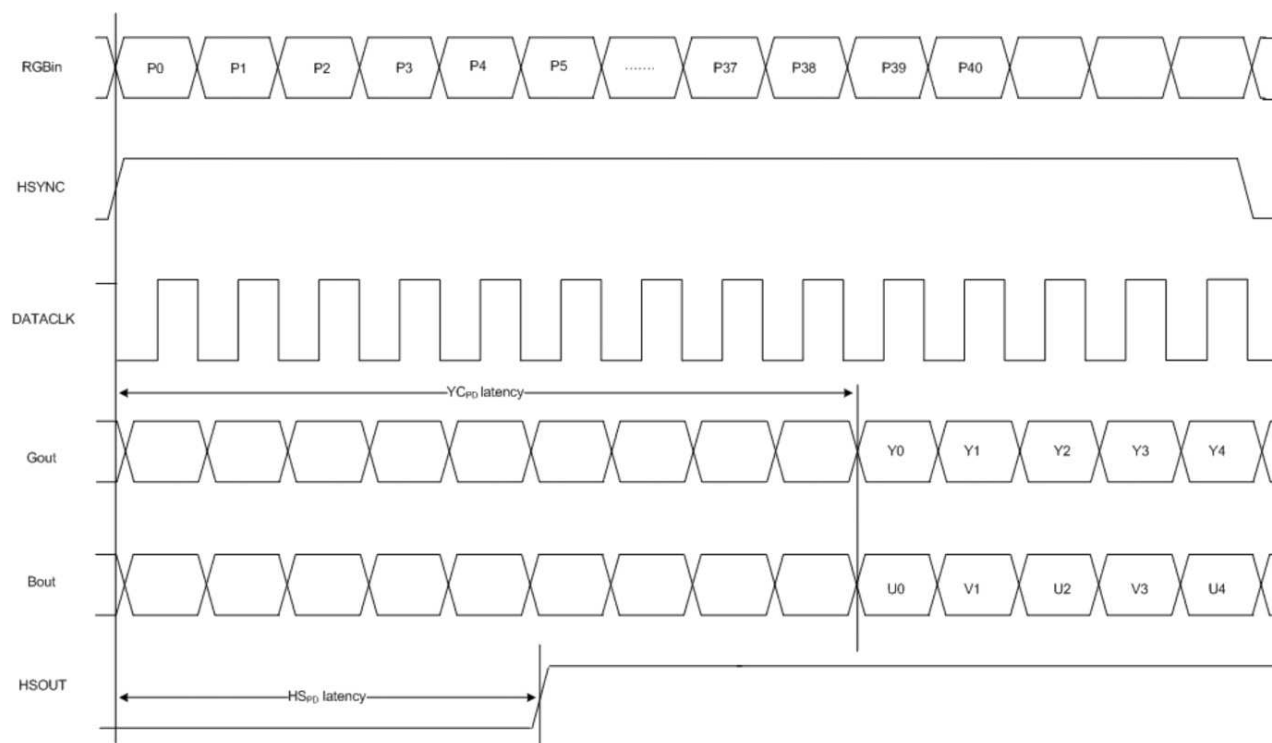 RGBin P0 P1 P2 P3 P4 P5 ....... P37 P38 P39 P40
HSYNC
DATACLK
YCPD latency
Gout Y0 Y1 Y2 Y3 Y4
Bout U0 V1 U2 V3 U4
HSOUT HSPD latency